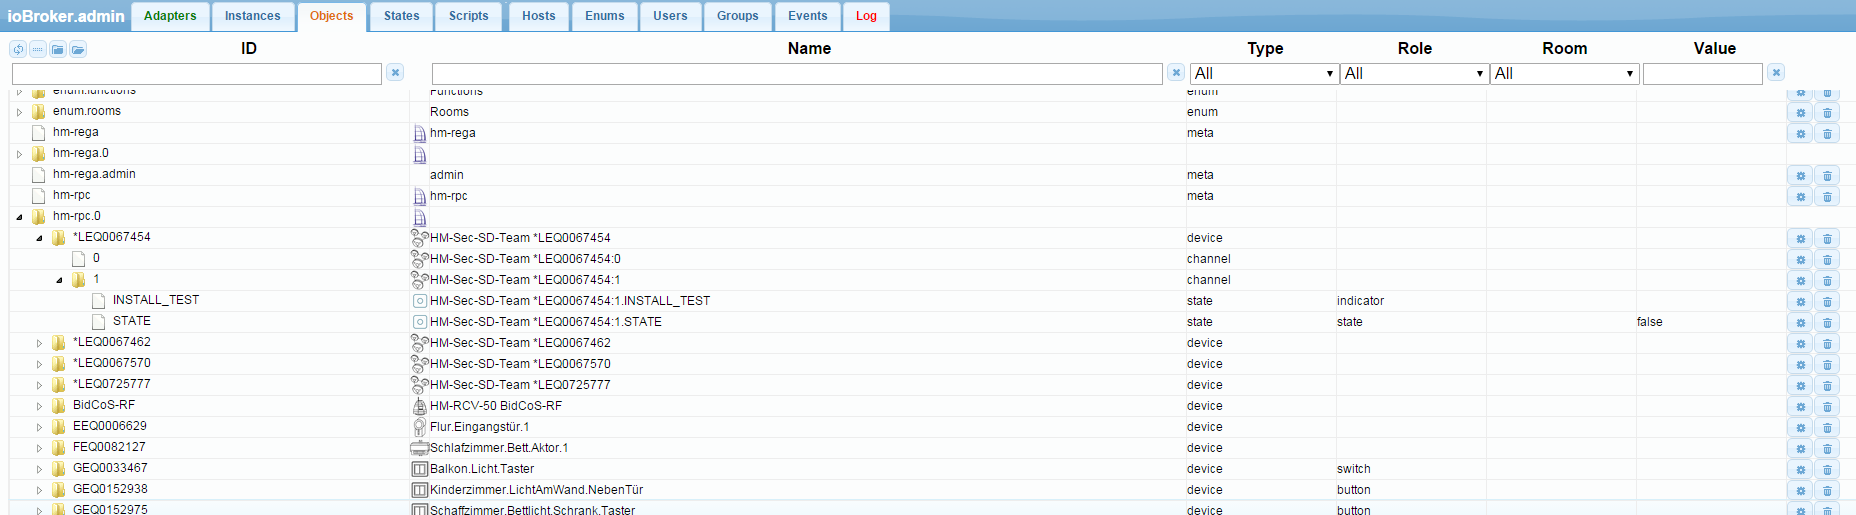 ioBroker.admin Adapters Instances Objects States Scripts Hosts Enums Users Groups Events Log
ID Name Type Role Room Value
All All All
enum.functions Functions enum
enum.rooms Rooms enum
hm-rega hm-rega meta
hm-rega.0
hm-rega.admin admin meta
hm-rpc hm-rpc meta
hm-rpc.0
*LEQ0067454 HM-Sec-SD-Team *LEQ0067454 device
0 HM-Sec-SD-Team *LEQ0067454:0 channel
1 HM-Sec-SD-Team *LEQ0067454:1 channel
INSTALL_TEST HM-Sec-SD-Team *LEQ0067454:1.INSTALL_TEST state indicator
STATE HM-Sec-SD-Team *LEQ0067454:1.STATE state state false
*LEQ0067462 HM-Sec-SD-Team *LEQ0067462 device
*LEQ0067570 HM-Sec-SD-Team *LEQ0067570 device
*LEQ0725777 HM-Sec-SD-Team *LEQ0725777 device
BidCoS-RF HM-RCV-50 BidCoS-RF device
EEQ0006629 Flur.Eingangstür.1 device
FEQ0082127 Schlafzimmer.Bett.Aktor.1 device
GEQ0033467 Balkon.Licht.Taster device switch
GEQ0152938 Kinderzimmer.LichtAmWand.NebenTür device button
GEQ0152975 Schaffzimmer.Bettlicht.Schrank.Taster device button